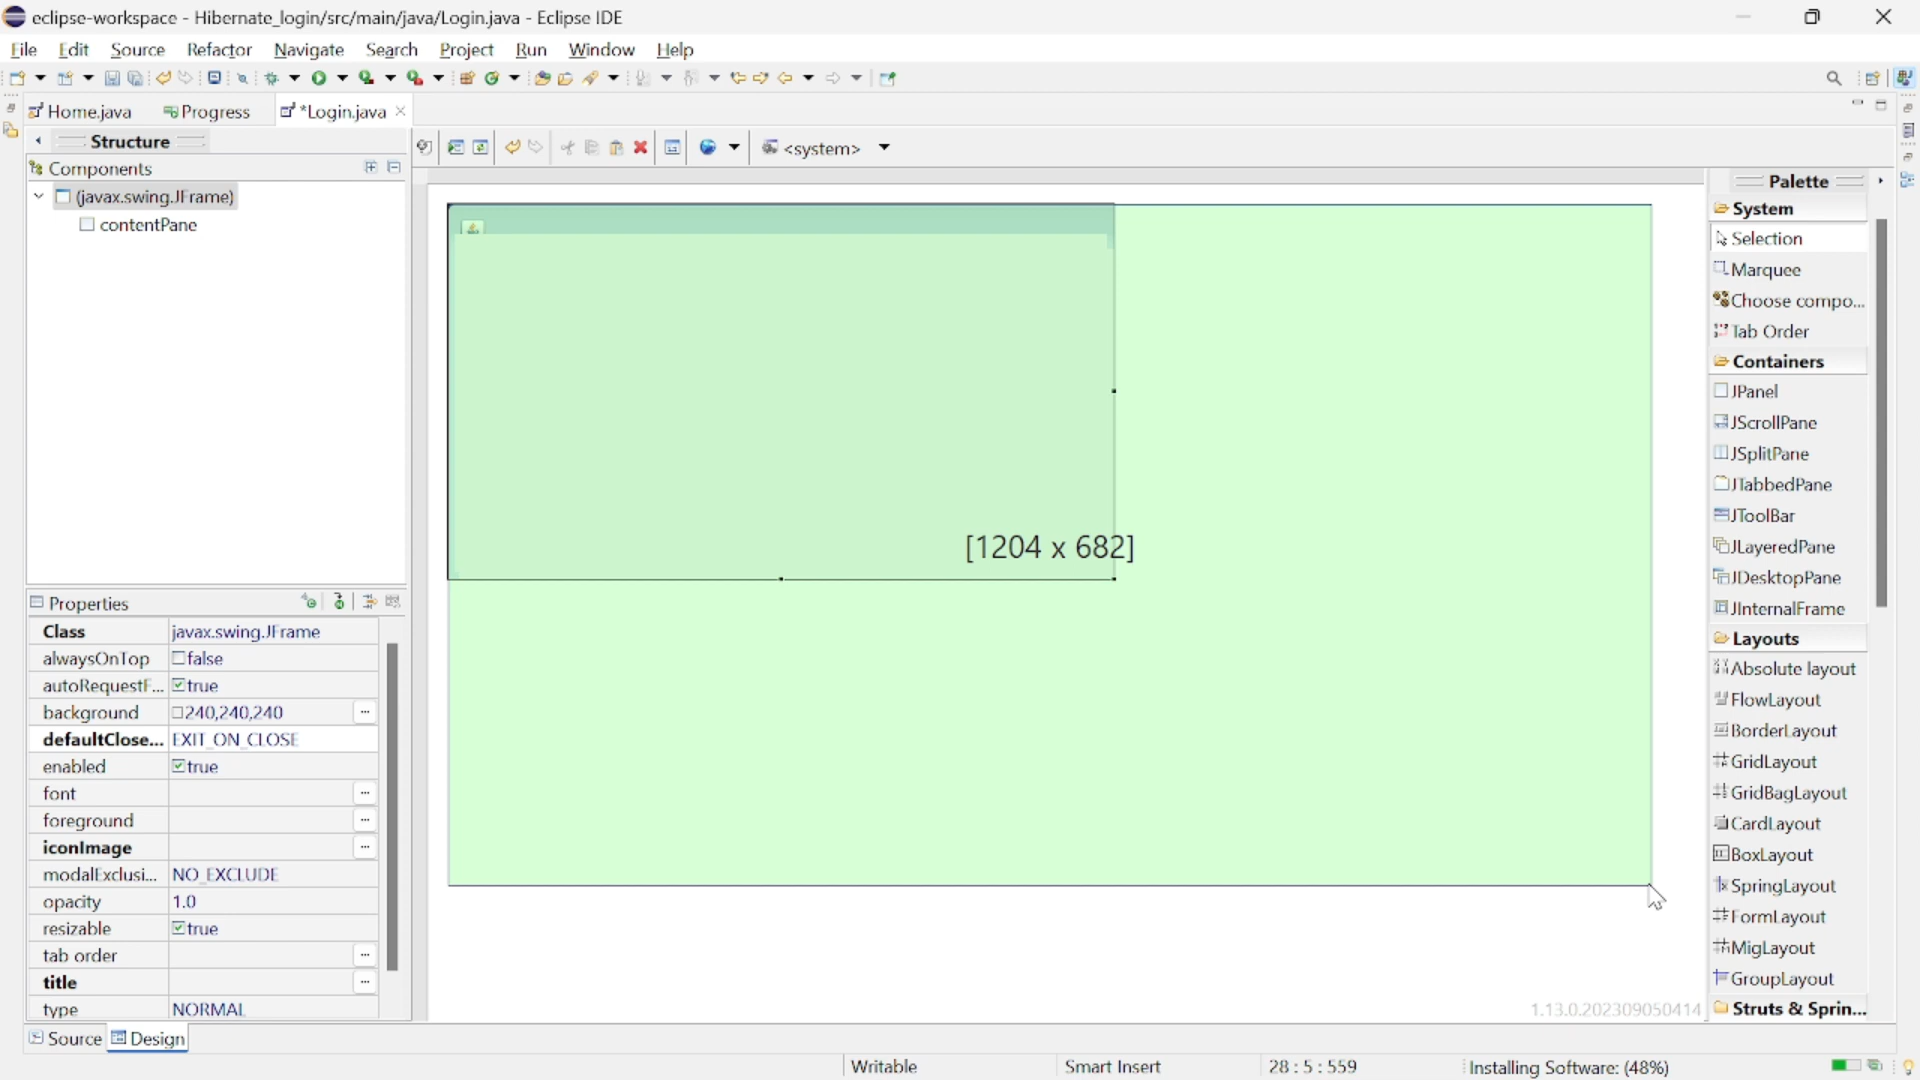 eclipse-workspace - Hibernate_login/src/main/java/Login.java - Eclipse IDE
File Edit Source Refactor Navigate Search Project Run Window Help
Home.java Progress *Login.java
Structure
<system>
Components
(javax.swing.JFrame)
contentPane
[1204 x 682]
Palette
System
Selection
Marquee
Choose compo...
Tab Order
Containers
JPanel
JScrollPane
JSplitPane
JTabbedPane
JToolBar
JLayeredPane
JDesktopPane
JInternalFrame
Layouts
Absolute layout
FlowLayout
BorderLayout
GridLayout
GridBagLayout
CardLayout
BoxLayout
SpringLayout
FormLayout
MigLayout
GroupLayout
Struts & Sprin...
Properties
Class javax.swing.JFrame
alwaysOnTop false
autoRequestF... true
background 240,240,240 ...
defaultClose... EXIT_ON_CLOSE
enabled true
font ...
foreground ...
iconImage ...
modalExclusi... NO_EXCLUDE
opacity 1.0
resizable true
tab order ...
title ...
type NORMAL
1.13.0.202309050414
Source Design
Writable Smart Insert 28 : 5 : 559 Installing Software: (48%)